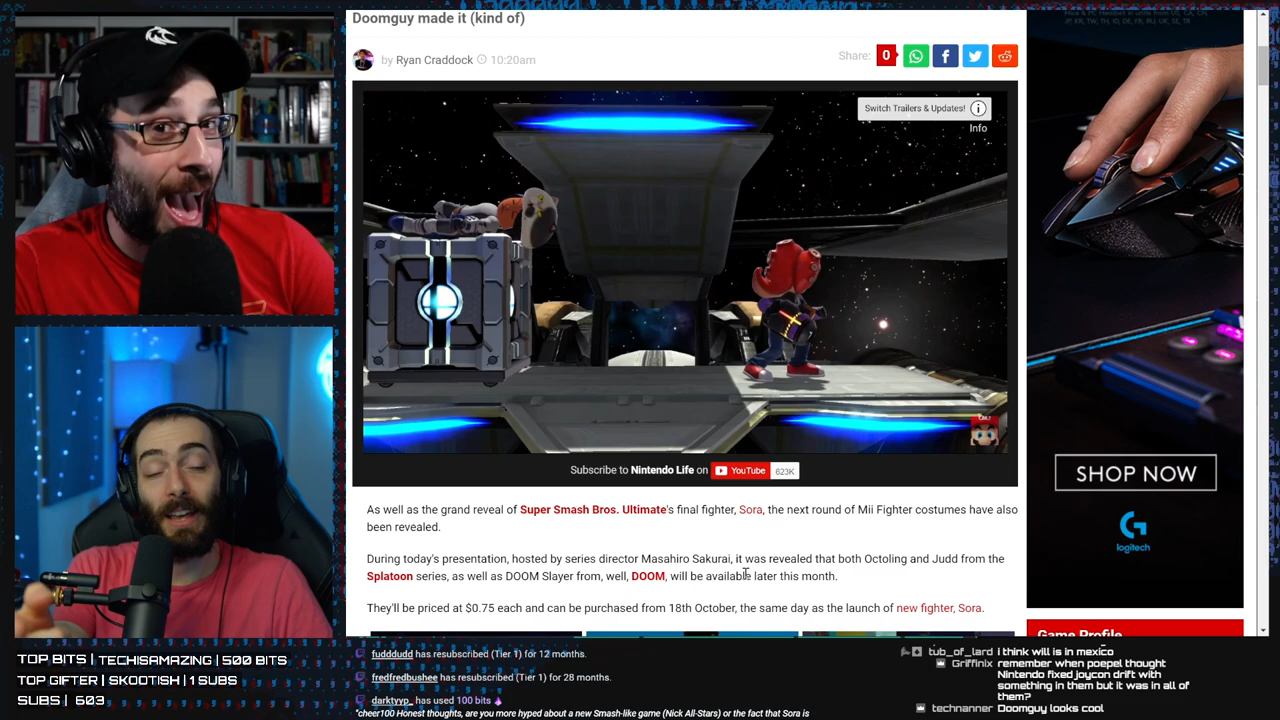 Doomguy made it (kind of)
by Ryan Craddock 10:20am
Share: 0
Switch Trailers & Updates!
Info
Subscribe to Nintendo Life on YouTube 623K
As well as the grand reveal of Super Smash Bros. Ultimate's final fighter, Sora, the next round of Mii Fighter costumes have also
been revealed.
During today's presentation, hosted by series director Masahiro Sakurai, it was revealed that both Octoling and Judd from the
Splatoon series, as well as DOOM Slayer from, well, DOOM, will be available later this month.
They'll be priced at $0.75 each and can be purchased from 18th October, the same day as the launch of new fighter, Sora.
SHOP NOW
logitech
Game Profile
TOP BITS | TECHISAMAZING | 500 BITS
TOP GIFTER | SKOOTISH | 1 SUBS
SUBS | 603
fudddudd has resubscribed (Tier 1) for 12 months.
fredfredbushee has resubscribed (Tier 1) for 28 months.
darktyyp_ has used 100 bits
"cheer100 Honest thoughts, are you more hyped about a new Smash-like game (Nick All-Stars) or the fact that Sora is
tub_of_lard i think will is in mexico
Griffinix remember when poepel thought
Nintendo fixed joycon drift with
something in them but it was in all of
them?
technanner Doomguy looks cool